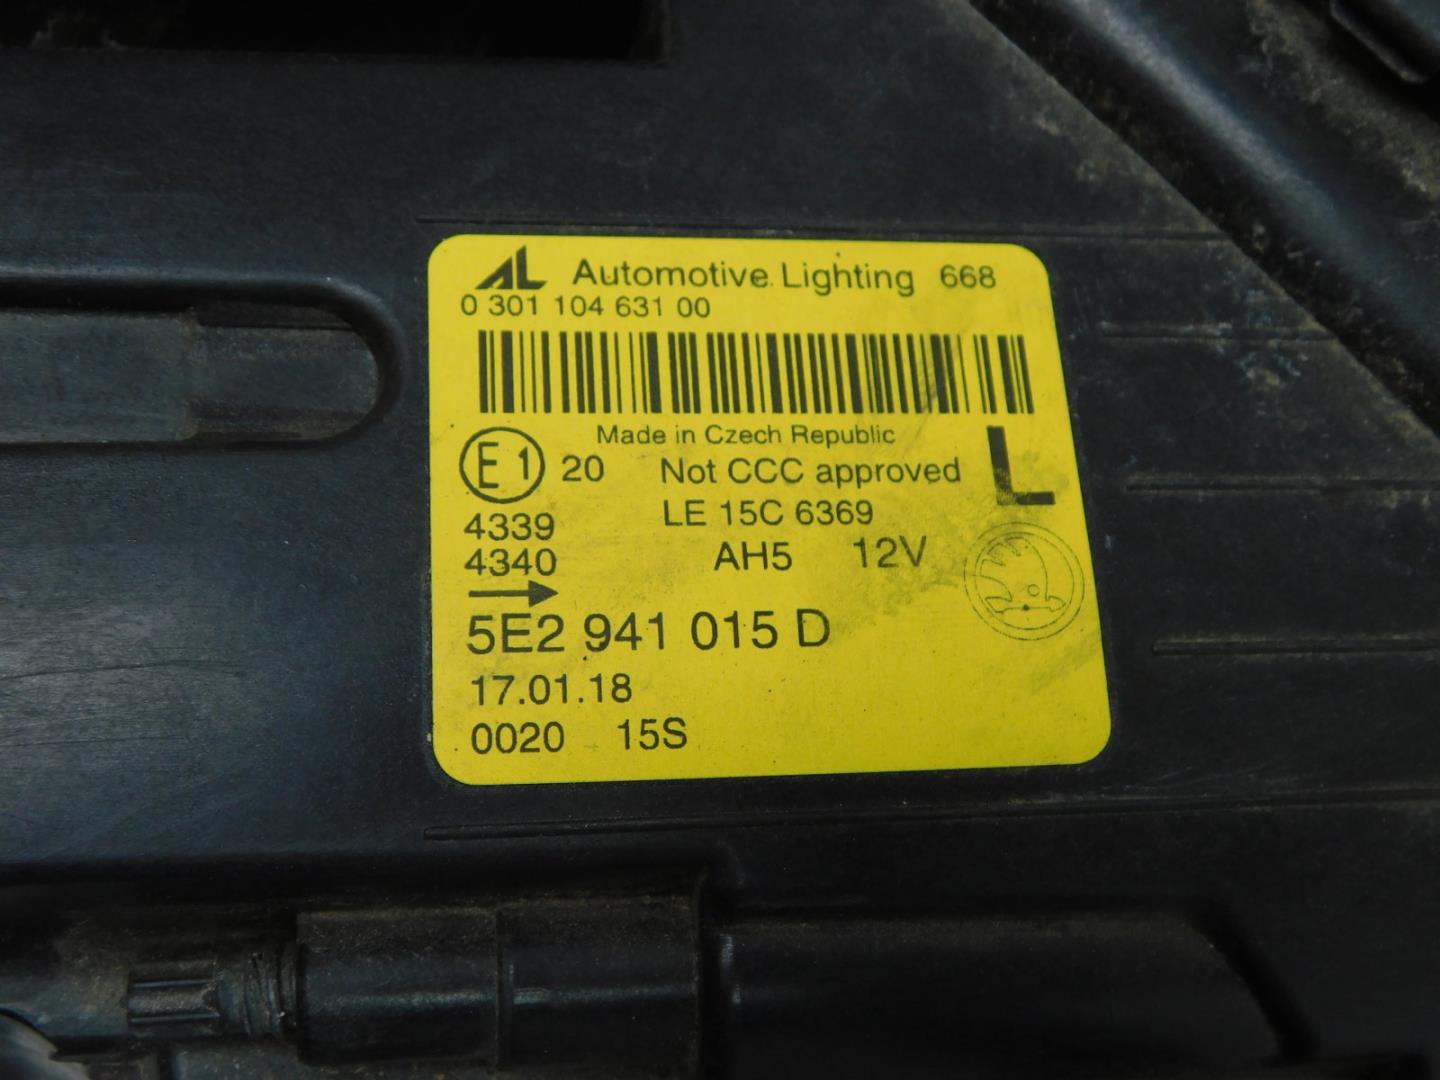 AL Automotive Lighting 668
0 301 104 631 00
Made in Czech Republic
E1 20 Not CCC approved L
4339 LE 15C 6369
4340 AH5 12V
5E2 941 015 D
17.01.18
0020 15S